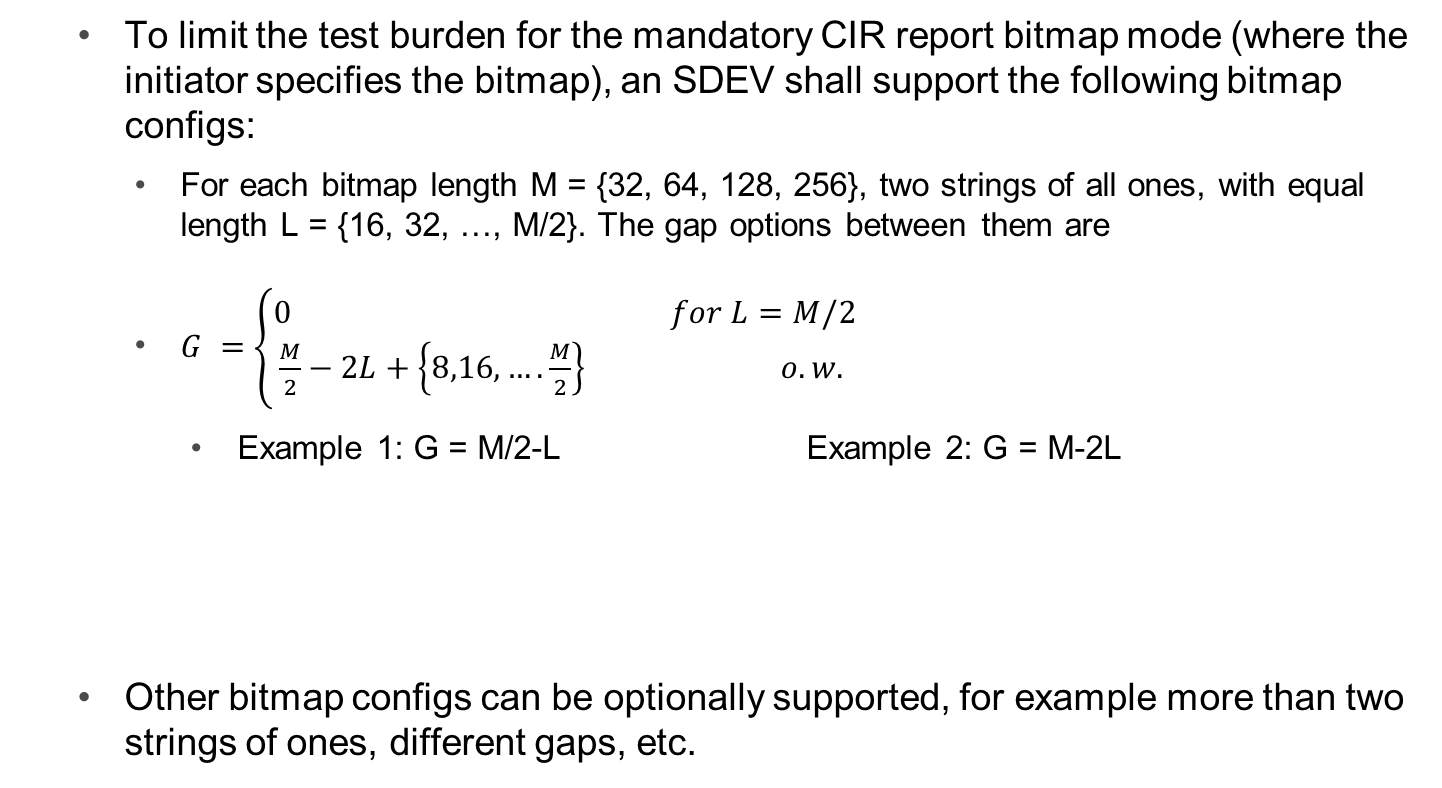 • To limit the test burden for the mandatory CIR report bitmap mode (where the
initiator specifies the bitmap), an SDEV shall support the following bitmap
configs:
• For each bitmap length M = {32, 64, 128, 256}, two strings of all ones, with equal
length L = {16, 32, …, M/2}. The gap options between them are
• G = { 0 for L = M/2
M/2 − 2L + {8,16, … . M/2} o.w.
• Example 1: G = M/2-L Example 2: G = M-2L
• Other bitmap configs can be optionally supported, for example more than two
strings of ones, different gaps, etc.